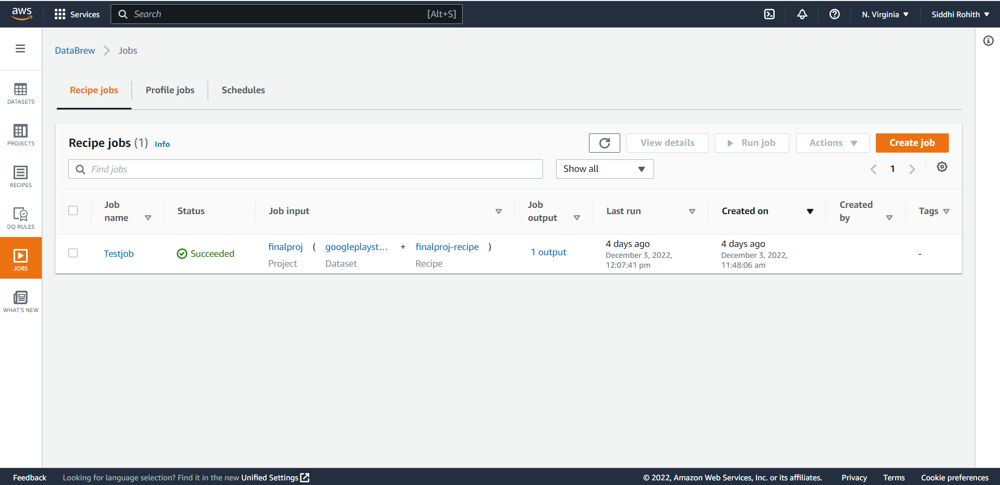 aws
Services
Search [Alt+S]
N. Virginia
Siddhi Rohith
DataBrew
Jobs
DATASETS
PROJECTS
RECIPES
DQ RULES
JOBS
WHAT'S NEW
Recipe jobs
Profile jobs
Schedules
Recipe jobs (1) Info
View details
Run job
Actions
Create job
Find jobs
Show all
1
Job name
Status
Job input
Job output
Last run
Created on
Created by
Tags
Testjob
Succeeded
finalproj ( googleplayst... + finalproj-recipe )
Project Dataset Recipe
1 output
4 days ago
December 3, 2022,
12:07:41 pm
4 days ago
December 3, 2022,
11:48:06 am
-
Feedback
Looking for language selection? Find it in the new Unified Settings
© 2022, Amazon Web Services, Inc. or its affiliates.
Privacy
Terms
Cookie preferences